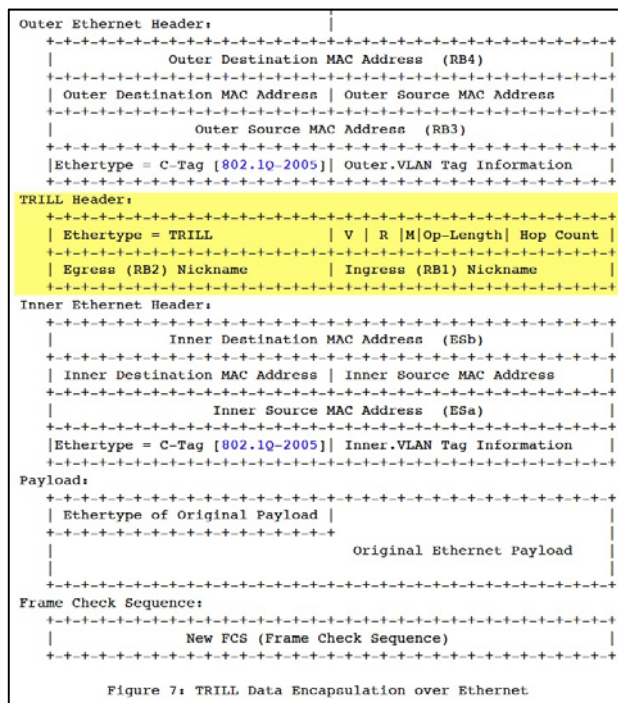 Outer Ethernet Header: |
+-+-+-+-+-+-+-+-+-+-+-+-+-+-+-+-+-+-+-+-+-+-+-+-+-+-+-+-+-+-+-+-+
| Outer Destination MAC Address (RB4) |
+-+-+-+-+-+-+-+-+-+-+-+-+-+-+-+-+-+-+-+-+-+-+-+-+-+-+-+-+-+-+-+-+
| Outer Destination MAC Address | Outer Source MAC Address |
+-+-+-+-+-+-+-+-+-+-+-+-+-+-+-+-+-+-+-+-+-+-+-+-+-+-+-+-+-+-+-+-+
| Outer Source MAC Address (RB3) |
+-+-+-+-+-+-+-+-+-+-+-+-+-+-+-+-+-+-+-+-+-+-+-+-+-+-+-+-+-+-+-+-+
|Ethertype = C-Tag [802.1Q-2005]| Outer.VLAN Tag Information |
+-+-+-+-+-+-+-+-+-+-+-+-+-+-+-+-+-+-+-+-+-+-+-+-+-+-+-+-+-+-+-+-+
TRILL Header:
+-+-+-+-+-+-+-+-+-+-+-+-+-+-+-+-+-+-+-+-+-+-+-+-+-+-+-+-+-+-+-+-+
| Ethertype = TRILL | V | R |M|Op-Length| Hop Count |
+-+-+-+-+-+-+-+-+-+-+-+-+-+-+-+-+-+-+-+-+-+-+-+-+-+-+-+-+-+-+-+-+
| Egress (RB2) Nickname | Ingress (RB1) Nickname |
+-+-+-+-+-+-+-+-+-+-+-+-+-+-+-+-+-+-+-+-+-+-+-+-+-+-+-+-+-+-+-+-+
Inner Ethernet Header:
+-+-+-+-+-+-+-+-+-+-+-+-+-+-+-+-+-+-+-+-+-+-+-+-+-+-+-+-+-+-+-+-+
| Inner Destination MAC Address (ESb) |
+-+-+-+-+-+-+-+-+-+-+-+-+-+-+-+-+-+-+-+-+-+-+-+-+-+-+-+-+-+-+-+-+
| Inner Destination MAC Address | Inner Source MAC Address |
+-+-+-+-+-+-+-+-+-+-+-+-+-+-+-+-+-+-+-+-+-+-+-+-+-+-+-+-+-+-+-+-+
| Inner Source MAC Address (ESa) |
+-+-+-+-+-+-+-+-+-+-+-+-+-+-+-+-+-+-+-+-+-+-+-+-+-+-+-+-+-+-+-+-+
|Ethertype = C-Tag [802.1Q-2005]| Inner.VLAN Tag Information |
+-+-+-+-+-+-+-+-+-+-+-+-+-+-+-+-+-+-+-+-+-+-+-+-+-+-+-+-+-+-+-+-+
Payload:
+-+-+-+-+-+-+-+-+-+-+-+-+-+-+-+-+-+-+-+-+-+-+-+-+-+-+-+-+-+-+-+-+
| Ethertype of Original Payload | |
+-+-+-+-+-+-+-+-+-+-+-+-+-+-+-+-+ |
| Original Ethernet Payload |
| |
+-+-+-+-+-+-+-+-+-+-+-+-+-+-+-+-+-+-+-+-+-+-+-+-+-+-+-+-+-+-+-+-+
Frame Check Sequence:
+-+-+-+-+-+-+-+-+-+-+-+-+-+-+-+-+-+-+-+-+-+-+-+-+-+-+-+-+-+-+-+-+
| New FCS (Frame Check Sequence) |
+-+-+-+-+-+-+-+-+-+-+-+-+-+-+-+-+-+-+-+-+-+-+-+-+-+-+-+-+-+-+-+-+
Figure 7: TRILL Data Encapsulation over Ethernet